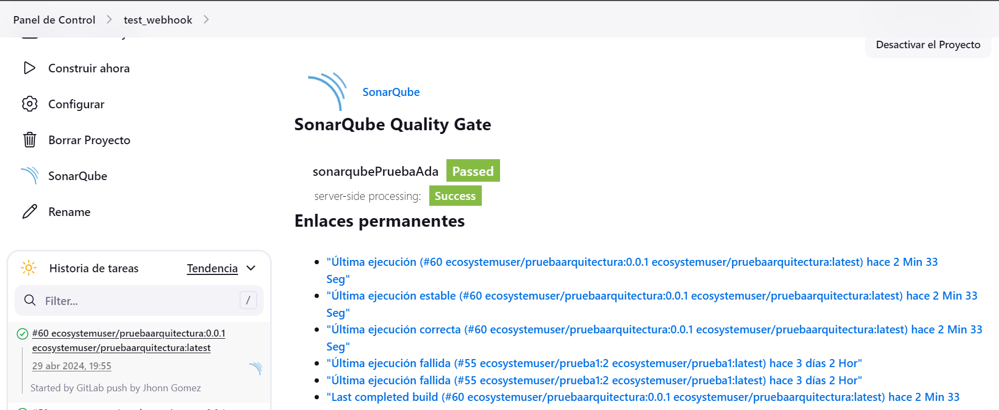 Panel de Control
test_webhook
Desactivar el Proyecto
Construir ahora
Configurar
Borrar Proyecto
SonarQube
Rename
Historia de tareas
Tendencia
Filter...
/
#60 ecosystemuser/pruebaarquitectura:0.0.1
ecosystemuser/pruebaarquitectura:latest
29 abr 2024, 19:55
Started by GitLab push by Jhonn Gomez
SonarQube
SonarQube Quality Gate
sonarqubePruebaAda Passed
server-side processing: Success
Enlaces permanentes
"Última ejecución (#60 ecosystemuser/pruebaarquitectura:0.0.1 ecosystemuser/pruebaarquitectura:latest) hace 2 Min 33
Seg"
"Última ejecución estable (#60 ecosystemuser/pruebaarquitectura:0.0.1 ecosystemuser/pruebaarquitectura:latest) hace 2 Min 33
Seg"
"Última ejecución correcta (#60 ecosystemuser/pruebaarquitectura:0.0.1 ecosystemuser/pruebaarquitectura:latest) hace 2 Min 33
Seg"
"Última ejecución fallida (#55 ecosystemuser/prueba1:2 ecosystemuser/prueba1:latest) hace 3 días 2 Hor"
"Última ejecución fallida (#55 ecosystemuser/prueba1:2 ecosystemuser/prueba1:latest) hace 3 días 2 Hor"
"Last completed build (#60 ecosystemuser/pruebaarquitectura:0.0.1 ecosystemuser/pruebaarquitectura:latest) hace 2 Min 33